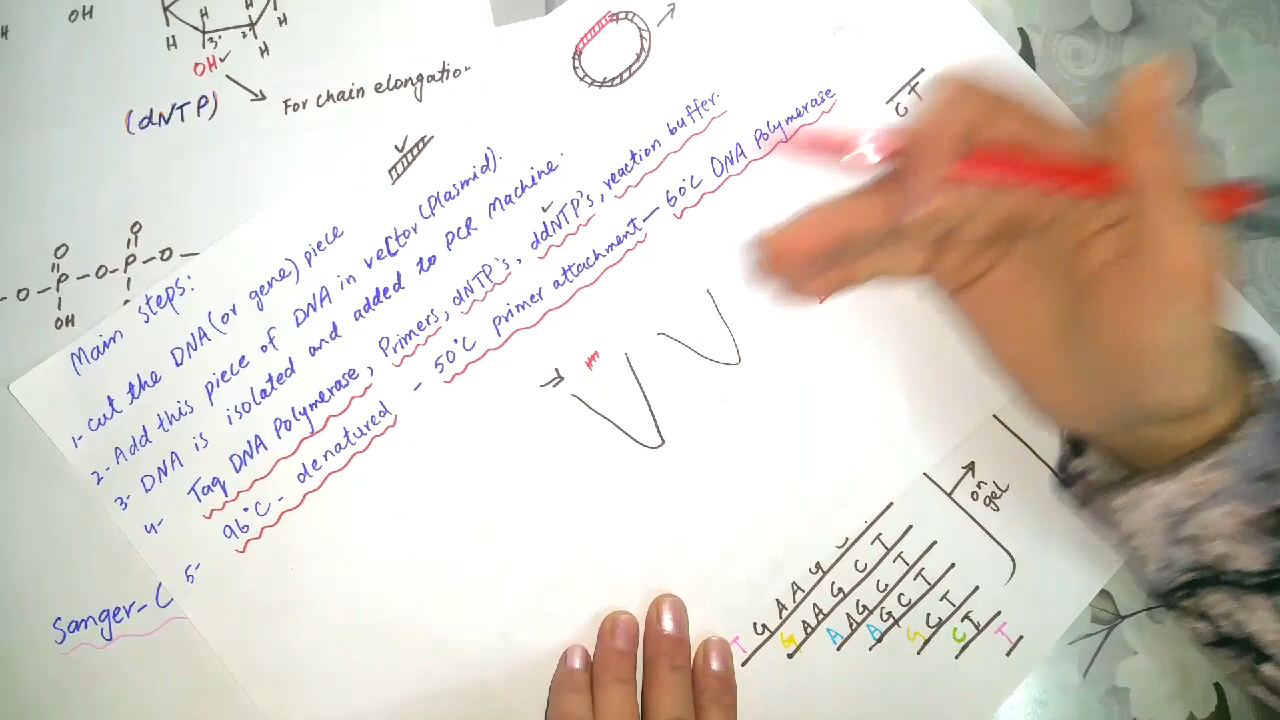 OH
H
H
H
H
3'
2'
H
OH
(dNTP)
For chain elongation
O
O
O - P - O - P - O -
OH
Main steps:
1- cut the DNA (or gene) piece
2- Add this piece of DNA in vector (Plasmid).
3- DNA is isolated and added to PCR Machine.
4- Taq DNA Polymerase, Primers, dNTP's, ddNTP's, reaction buffer.
5- 96°C - denatured - 50°C primer attachment - 60°C DNA Polymerase
Sanger-C
C T
on gel
T G A A G
G A A G C T
A A G C T
A G C T
G C T
C T
T